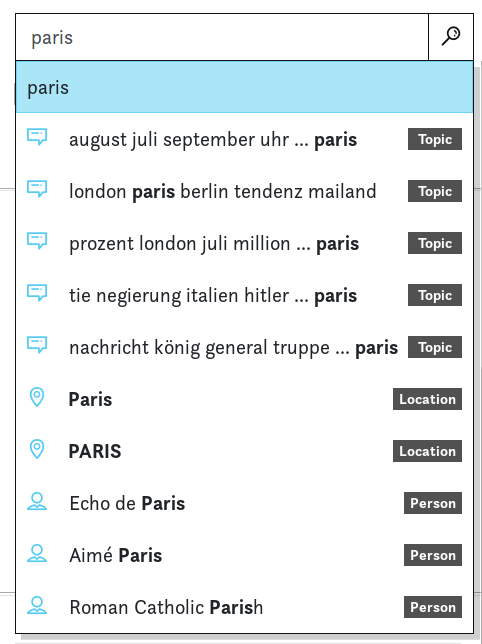 paris
paris
august juli september uhr ... paris Topic
london paris berlin tendenz mailand Topic
prozent london juli million ... paris Topic
tie negierung italien hitler ... paris Topic
nachricht könig general truppe ... paris Topic
Paris Location
PARIS Location
Echo de Paris Person
Aimé Paris Person
Roman Catholic Parish Person